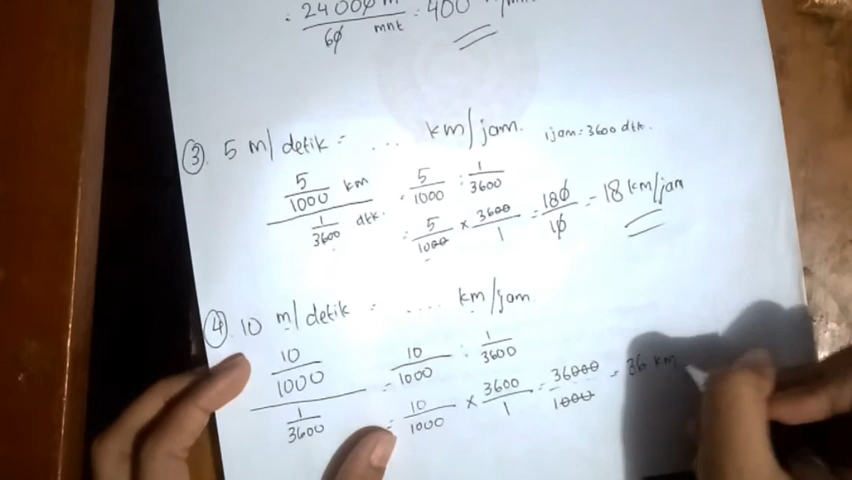 = 24000 m / 60 mnt = 400
3. 5 m/detik = ... km/jam. 1jam = 3600 dtk.
5/1000 km / 1/3600 dtk. = 5/1000 : 1/3600
= 5/1000 × 3600/1 = 180/10 = 18 km/jam
4. 10 m/detik = .... km/jam.
10/1000 / 1/3600 = 10/1000 : 1/3600
= 10/1000 × 3600/1 = 36000/1000 = 36 km